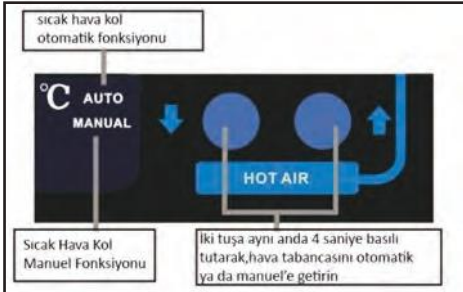 sıcak hava kol
otomatik fonksiyonu
°C AUTO
MANUAL
HOT AIR
Sıcak Hava Kol
Manuel Fonksiyonu
İki tuşa aynı anda 4 saniye basılı
tutarak,hava tabancasını otomatik
ya da manuel'e getirin